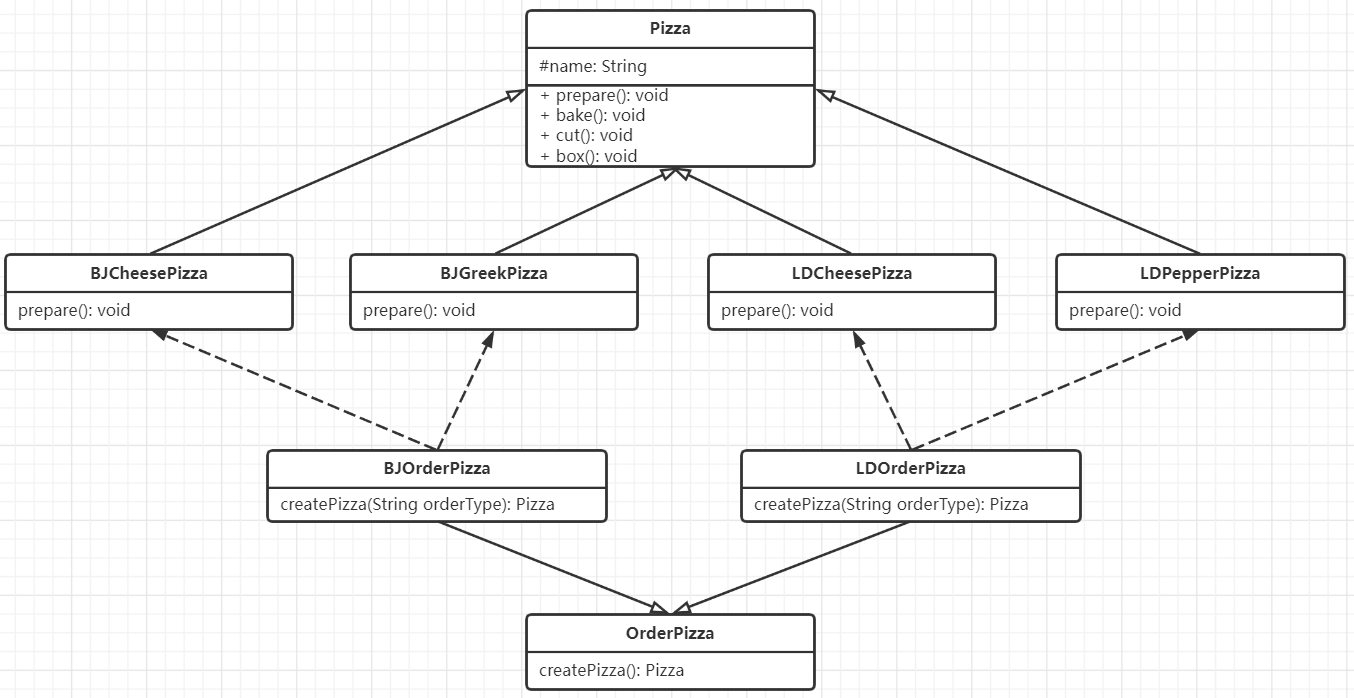 Pizza
#name: String
+ prepare(): void
+ bake(): void
+ cut(): void
+ box(): void
BJCheesePizza
prepare(): void
BJGreekPizza
prepare(): void
LDCheesePizza
prepare(): void
LDPepperPizza
prepare(): void
BJOrderPizza
createPizza(String orderType): Pizza
LDOrderPizza
createPizza(String orderType): Pizza
OrderPizza
createPizza(): Pizza